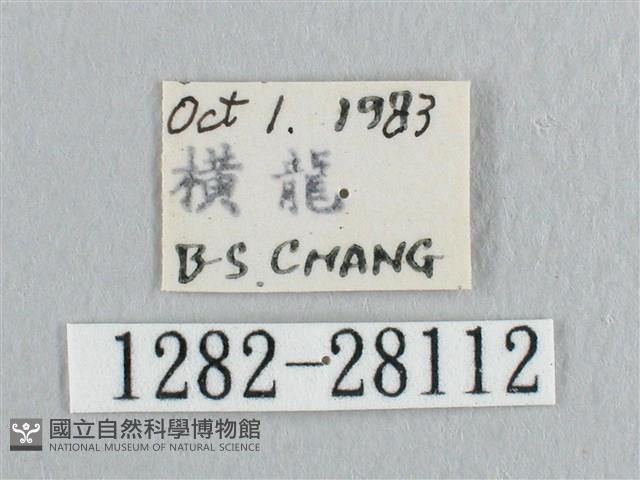 Oct 1. 1983
橫龍
B-S. CHANG
1282-28112
國立自然科學博物館
NATIONAL MUSEUM OF NATURAL SCIENCE